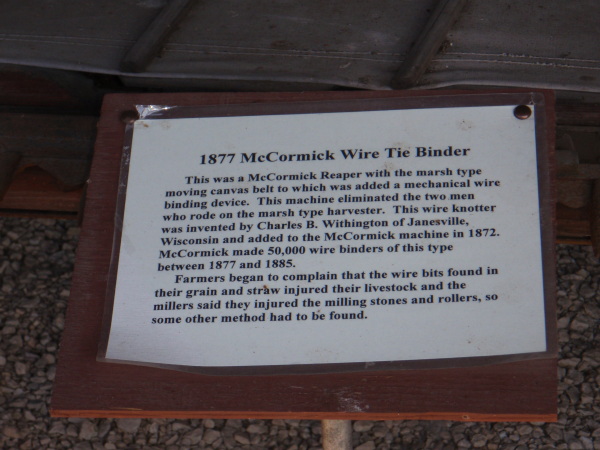 1877 McCormick Wire Tie Binder
This was a McCormick Reaper with the marsh type
moving canvas belt to which was added a mechanical wire
binding device. This machine eliminated the two men
who rode on the marsh type harvester. This wire knotter
was invented by Charles B. Withington of Janesville,
Wisconsin and added to the McCormick machine in 1872.
McCormick made 50,000 wire binders of this type
between 1877 and 1885.
Farmers began to complain that the wire bits found in
their grain and straw injured their livestock and the
millers said they injured the milling stones and rollers, so
some other method had to be found.